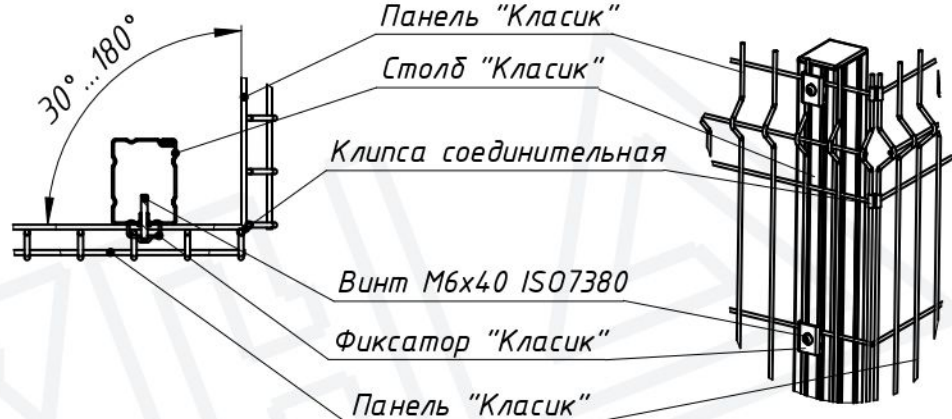 Панель "Класик"
30°...180°
Столб "Класик"
Клипса соединительная
Винт М6х40 ISO7380
Фиксатор "Класик"
Панель "Класик"